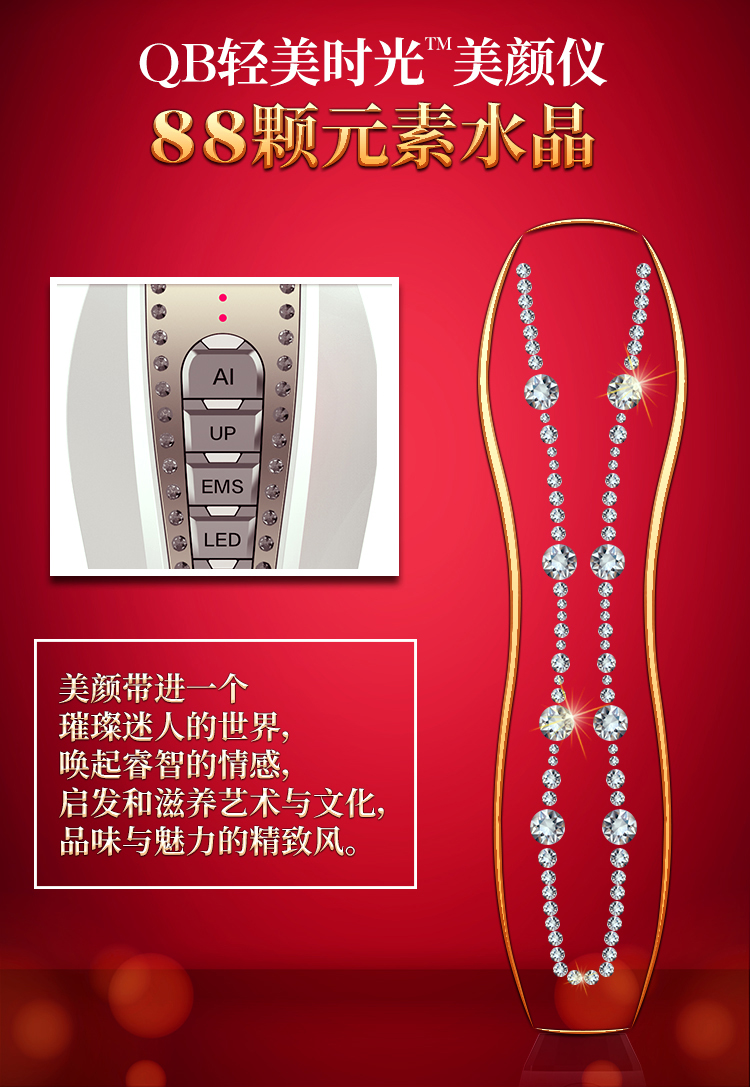 QB轻美时光™美颜仪
88颗元素水晶
AI
UP
EMS
LED
美颜带进一个
璀璨迷人的世界,
唤起睿智的情感,
启发和滋养艺术与文化,
品味与魅力的精致风。